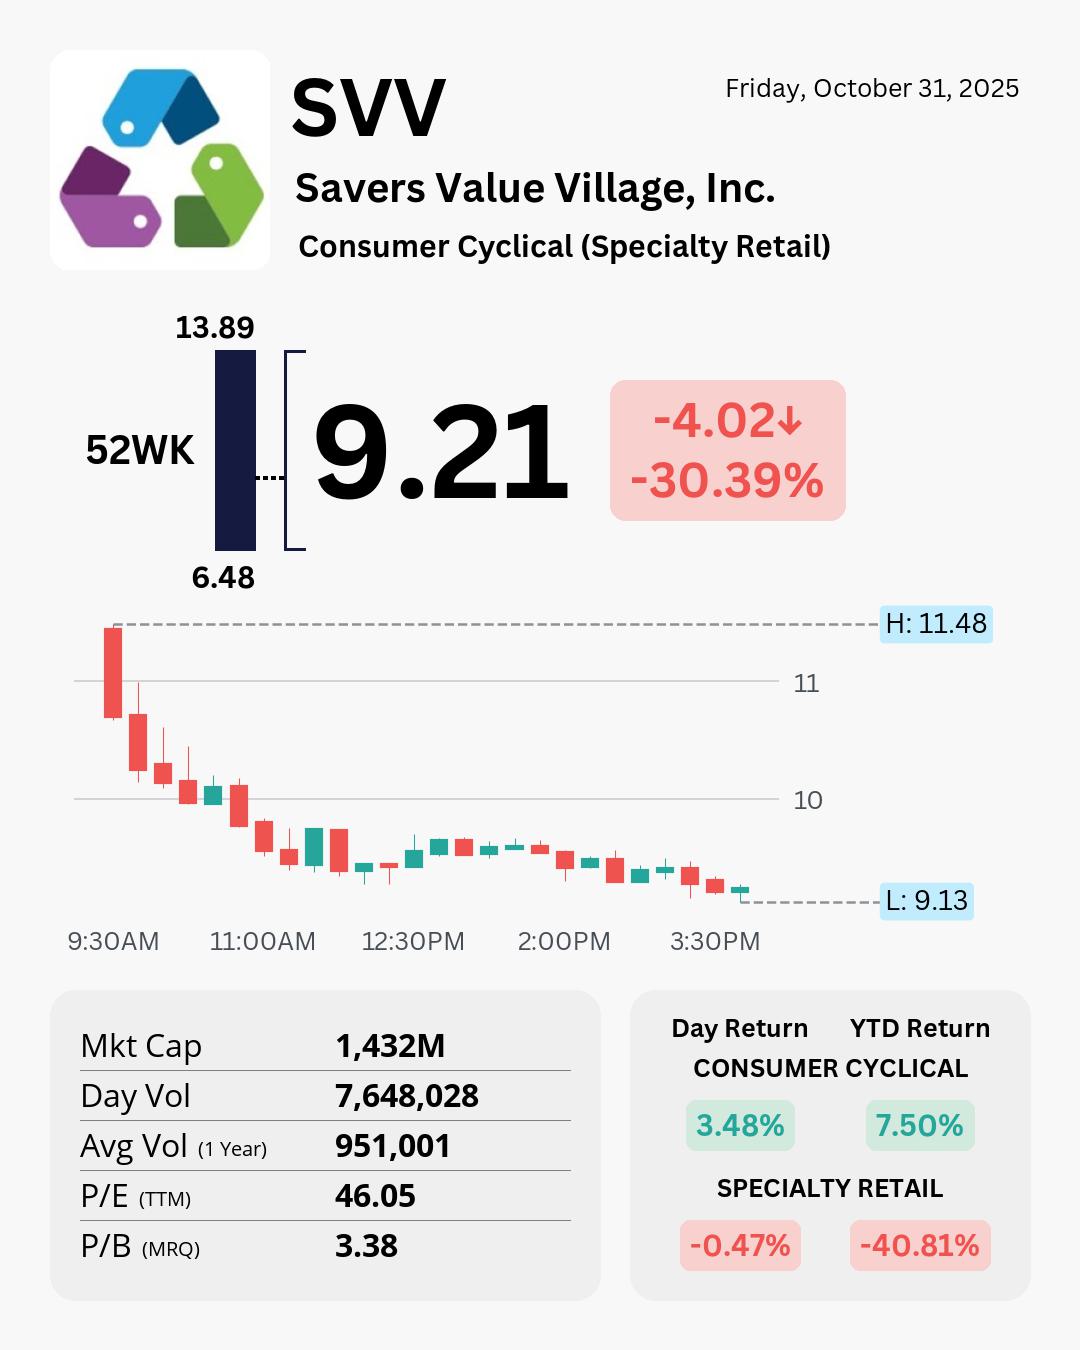 SVV
Friday, October 31, 2025
Savers Value Village, Inc.
Consumer Cyclical (Specialty Retail)
13.89
52WK
6.48
9.21
-4.02↓
-30.39%
H: 11.48
11
10
L: 9.13
9:30AM 11:00AM 12:30PM 2:00PM 3:30PM
Mkt Cap 1,432M
Day Vol 7,648,028
Avg Vol (1 Year) 951,001
P/E (TTM) 46.05
P/B (MRQ) 3.38
Day Return YTD Return
CONSUMER CYCLICAL
3.48% 7.50%
SPECIALTY RETAIL
-0.47% -40.81%